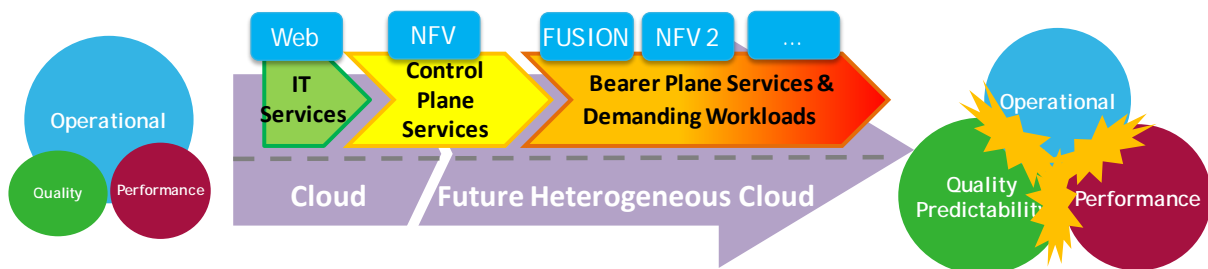 Operational
Quality
Performance
Web
NFV
FUSION
NFV 2
...
IT
Services
Control
Plane
Services
Bearer Plane Services &
Demanding Workloads
Cloud
Future Heterogeneous Cloud
Operational
Quality
Predictability
Performance